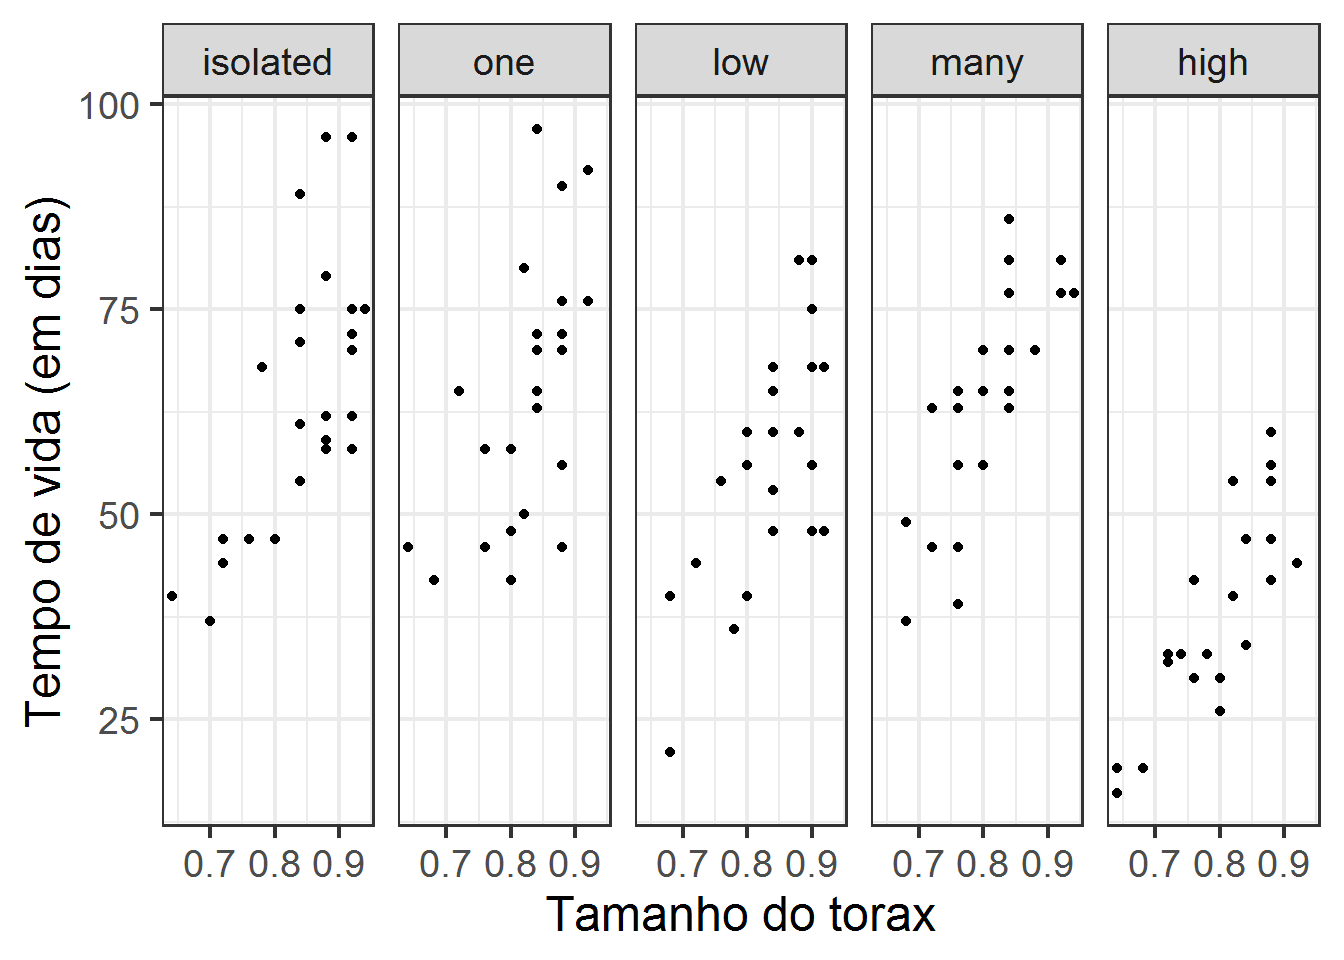 isolated one low many high
100
75
50
25
Tempo de vida (em dias)
0.7 0.8 0.9 0.7 0.8 0.9 0.7 0.8 0.9 0.7 0.8 0.9 0.7 0.8 0.9
Tamanho do torax